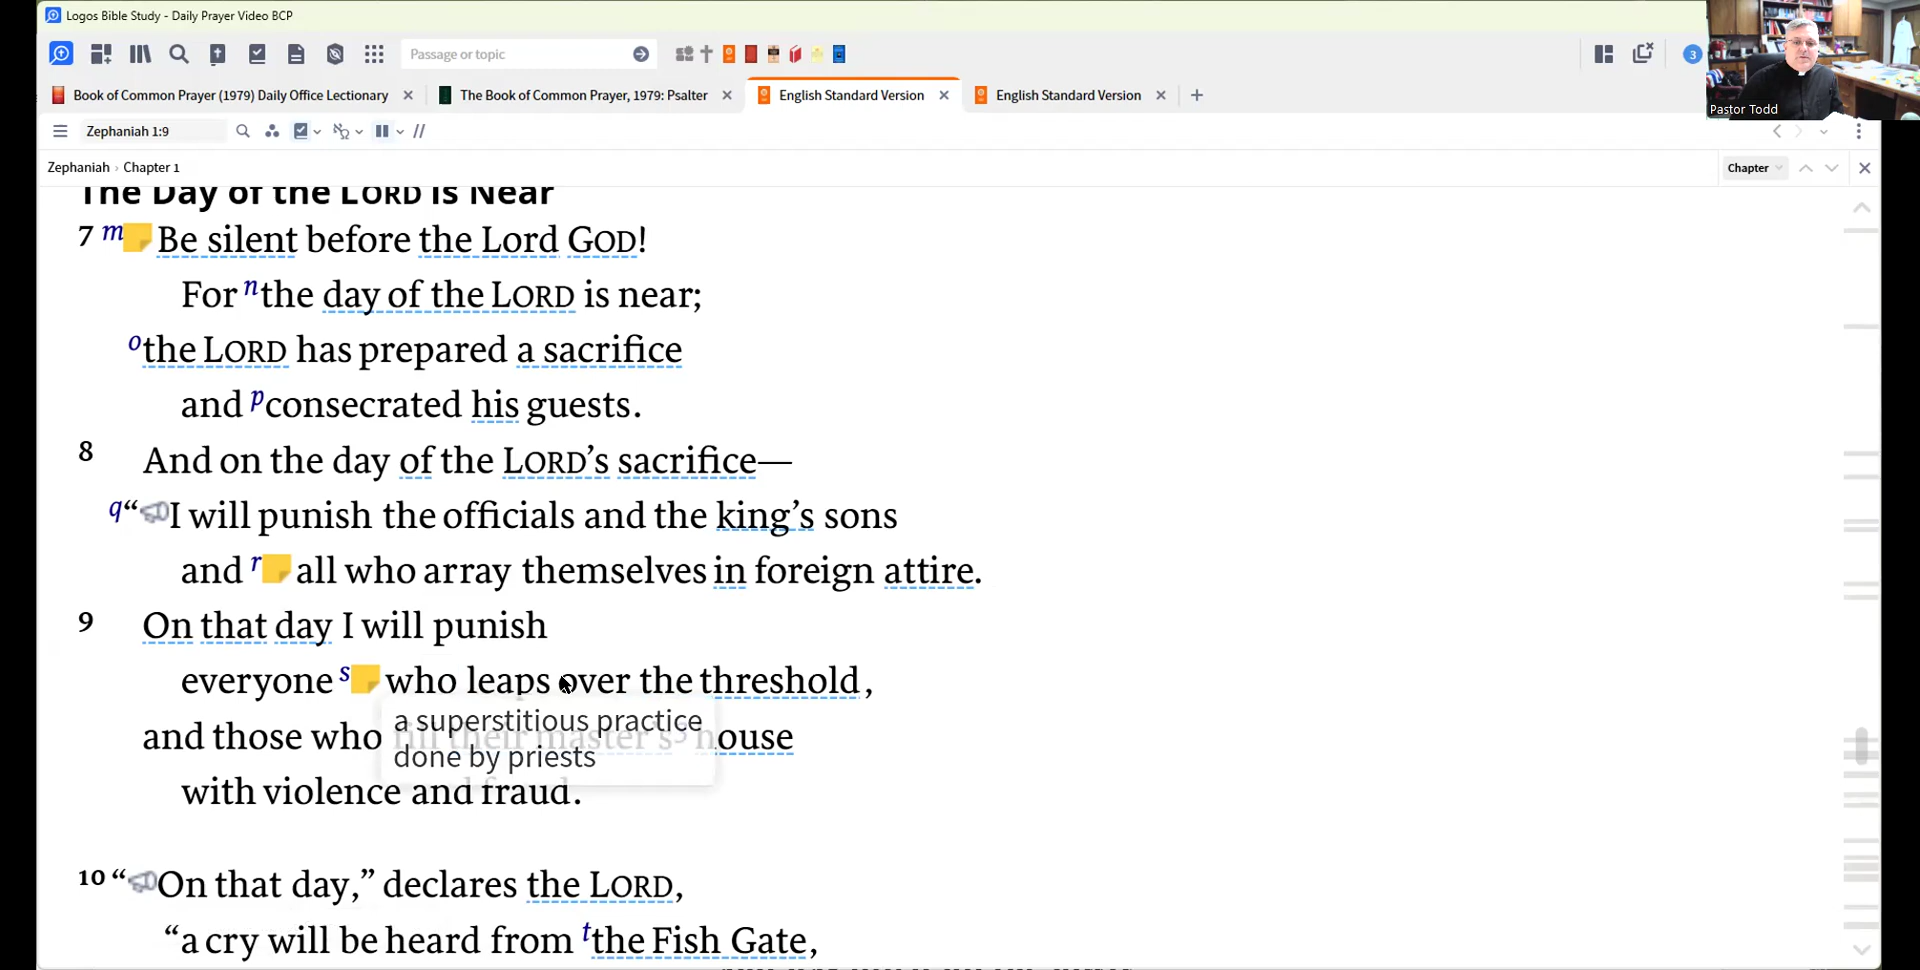 Logos Bible Study - Daily Prayer Video BCP
Passage or topic
3
Book of Common Prayer (1979) Daily Office Lectionary
The Book of Common Prayer, 1979: Psalter
English Standard Version
English Standard Version
Pastor Todd
Zephaniah 1:9
Zephaniah › Chapter 1
Chapter
The Day of the LORD Is Near
7 m Be silent before the Lord GOD!
For n the day of the LORD is near;
o the LORD has prepared a sacrifice
and p consecrated his guests.
8 And on the day of the LORD’s sacrifice—
q “I will punish the officials and the king’s sons
and r all who array themselves in foreign attire.
9 On that day I will punish
everyone s who leaps over the threshold,
a superstitious practice
done by priests
and those who fill their master’s 3 house
with violence and fraud.
10 “On that day,” declares the LORD,
“a cry will be heard from t the Fish Gate,